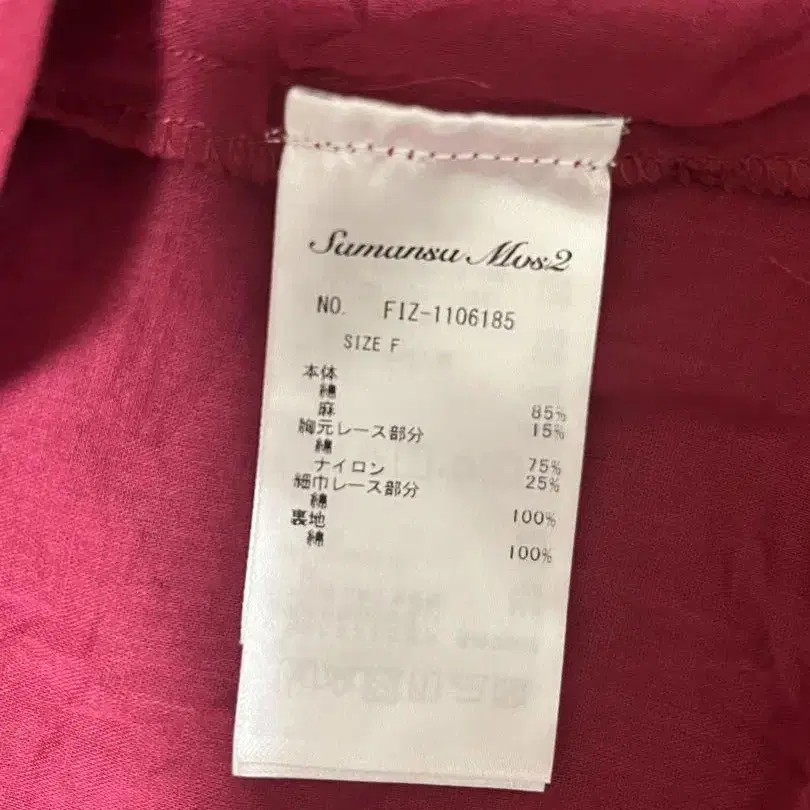 Samansa Mos2
NO. FIZ-1106185
SIZE F
本体
綿 85%
麻 15%
胸元レース部分
綿 75%
ナイロン 25%
細巾レース部分
綿 100%
裏地
綿 100%